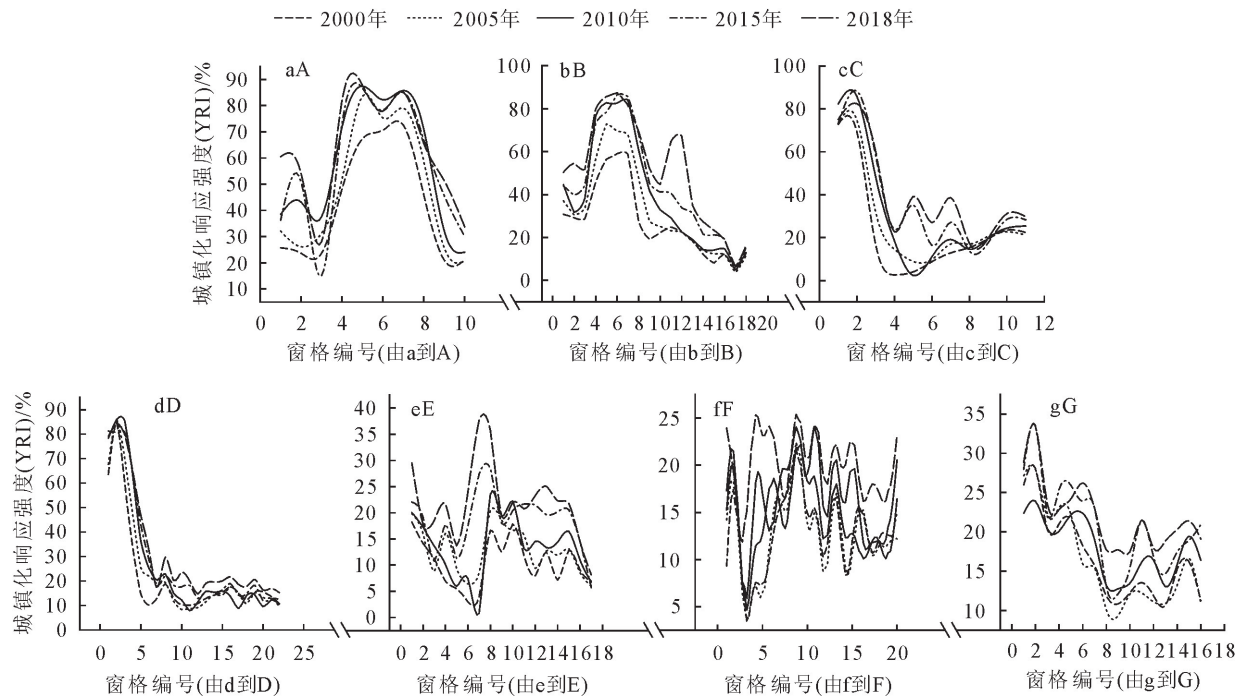 2000年 2005年 2010年 2015年 2018年
城镇化响应强度(YRI)/%
aA
90
80
70
60
50
40
30
20
10
0 2 4 6 8 10
窗格编号(由a到A)
bB
100
80
60
40
20
0
0 2 4 6 8 10 12 14 16 18 20
窗格编号(由b到B)
cC
100
80
60
40
20
0
0 2 4 6 8 10 12
窗格编号(由c到C)
城镇化响应强度(YRI)/%
dD
90
80
70
60
50
40
30
20
10
0
0 5 10 15 20 25
窗格编号(由d到D)
eE
40
35
30
25
20
15
10
5
0
0 2 4 6 8 10 12 14 16 18
窗格编号(由e到E)
fF
25
20
15
10
5
0 5 10 15 20
窗格编号(由f到F)
gG
35
30
25
20
15
10
0 2 4 6 8 10 12 14 16 18
窗格编号(由g到G)